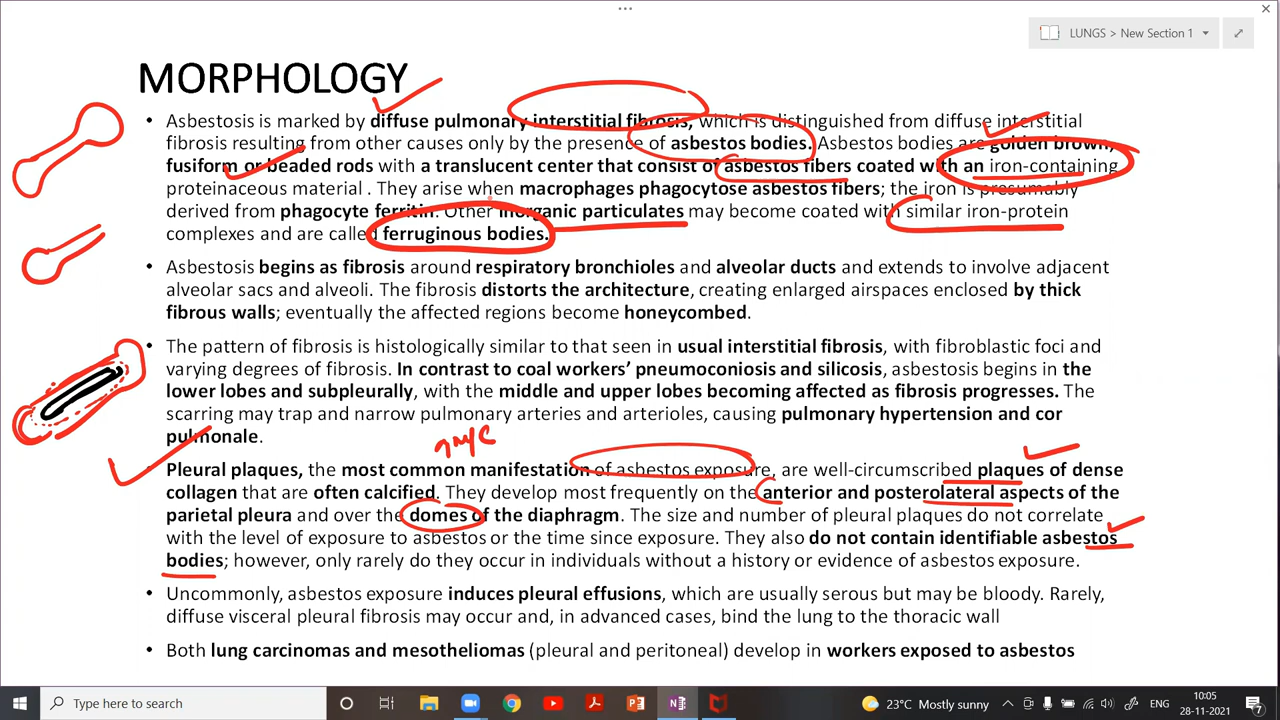 LUNGS > New Section 1
MORPHOLOGY
• Asbestosis is marked by diffuse pulmonary interstitial fibrosis, which is distinguished from diffuse interstitial
fibrosis resulting from other causes only by the presence of asbestos bodies. Asbestos bodies are golden brown,
fusiform or beaded rods with a translucent center that consist of asbestos fibers coated with an iron-containing
proteinaceous material . They arise when macrophages phagocytose asbestos fibers; the iron is presumably
derived from phagocyte ferritin. Other inorganic particulates may become coated with similar iron-protein
complexes and are called ferruginous bodies.
• Asbestosis begins as fibrosis around respiratory bronchioles and alveolar ducts and extends to involve adjacent
alveolar sacs and alveoli. The fibrosis distorts the architecture, creating enlarged airspaces enclosed by thick
fibrous walls; eventually the affected regions become honeycombed.
• The pattern of fibrosis is histologically similar to that seen in usual interstitial fibrosis, with fibroblastic foci and
varying degrees of fibrosis. In contrast to coal workers’ pneumoconiosis and silicosis, asbestosis begins in the
lower lobes and subpleurally, with the middle and upper lobes becoming affected as fibrosis progresses. The
scarring may trap and narrow pulmonary arteries and arterioles, causing pulmonary hypertension and cor
pulmonale.
• Pleural plaques, the most common manifestation of asbestos exposure, are well-circumscribed plaques of dense
collagen that are often calcified. They develop most frequently on the anterior and posterolateral aspects of the
parietal pleura and over the domes of the diaphragm. The size and number of pleural plaques do not correlate
with the level of exposure to asbestos or the time since exposure. They also do not contain identifiable asbestos
bodies; however, only rarely do they occur in individuals without a history or evidence of asbestos exposure.
• Uncommonly, asbestos exposure induces pleural effusions, which are usually serous but may be bloody. Rarely,
diffuse visceral pleural fibrosis may occur and, in advanced cases, bind the lung to the thoracic wall
• Both lung carcinomas and mesotheliomas (pleural and peritoneal) develop in workers exposed to asbestos
Type here to search
23°C Mostly sunny
ENG
10:05
28-11-2021
7